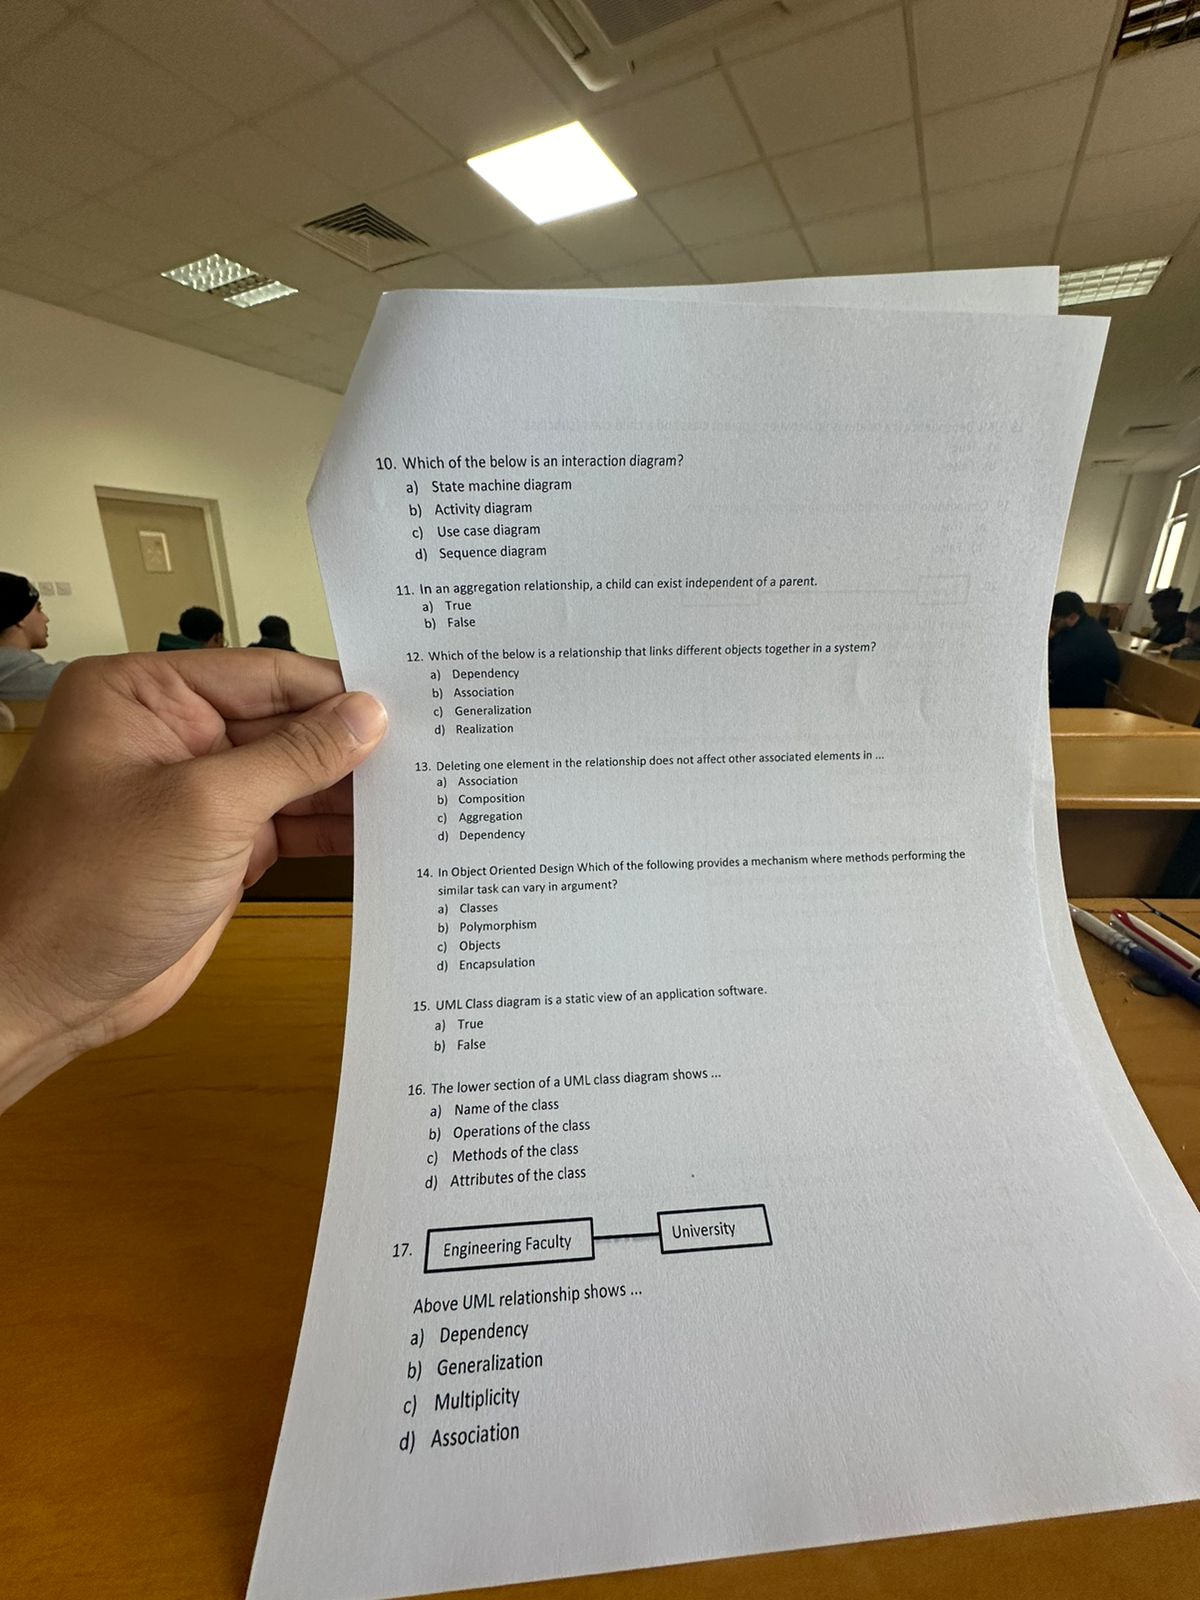 10. Which of the below is an interaction diagram?
a) State machine diagram
b) Activity diagram
c) Use case diagram
d) Sequence diagram
11. In an aggregation relationship, a child can exist independent of a parent.
a) True
b) False
12. Which of the below is a relationship that links different objects together in a system?
a) Dependency
b) Association
c) Generalization
d) Realization
13. Deleting one element in the relationship does not affect other associated elements in ...
a) Association
b) Composition
c) Aggregation
d) Dependency
14. In Object Oriented Design Which of the following provides a mechanism where methods performing the
similar task can vary in argument?
a) Classes
b) Polymorphism
c) Objects
d) Encapsulation
15. UML Class diagram is a static view of an application software.
a) True
b) False
16. The lower section of a UML class diagram shows ...
a) Name of the class
b) Operations of the class
c) Methods of the class
d) Attributes of the class
17. Engineering Faculty University
Above UML relationship shows ...
a) Dependency
b) Generalization
c) Multiplicity
d) Association